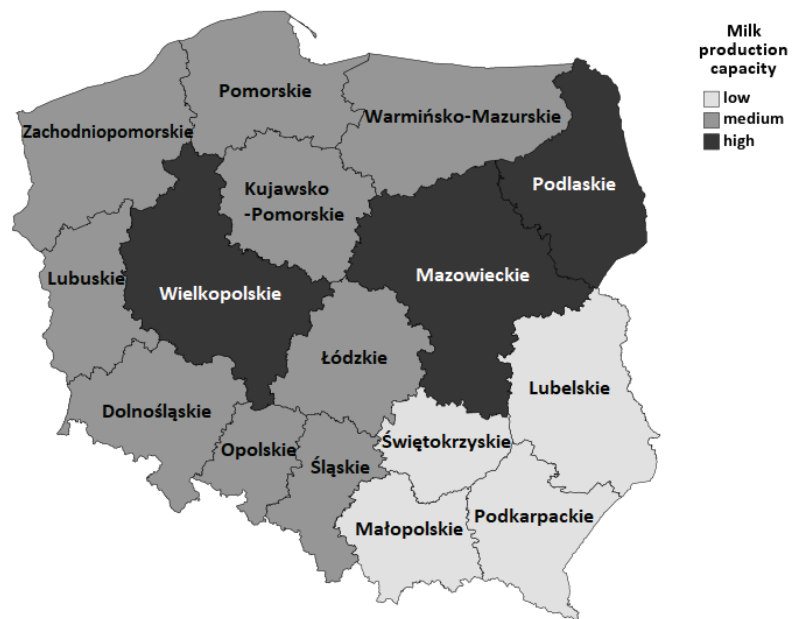 Milk
production
capacity
low
medium
high
Pomorskie
Zachodniopomorskie
Warmińsko-Mazurskie
Podlaskie
Kujawsko
-Pomorskie
Mazowieckie
Lubuskie
Wielkopolskie
Łódzkie
Lubelskie
Dolnośląskie
Świętokrzyskie
Opolskie
Śląskie
Podkarpackie
Małopolskie